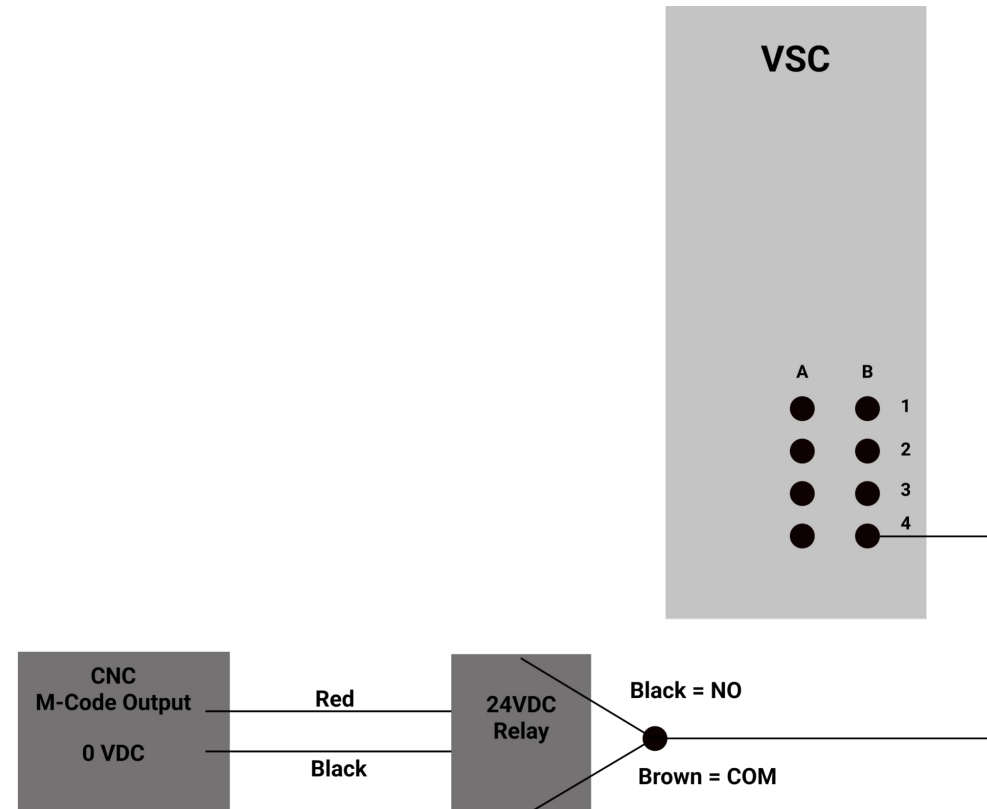 VSC
A B
1
2
3
4
CNC
M-Code Output
0 VDC
Red
Black
24VDC
Relay
Black = NO
Brown = COM